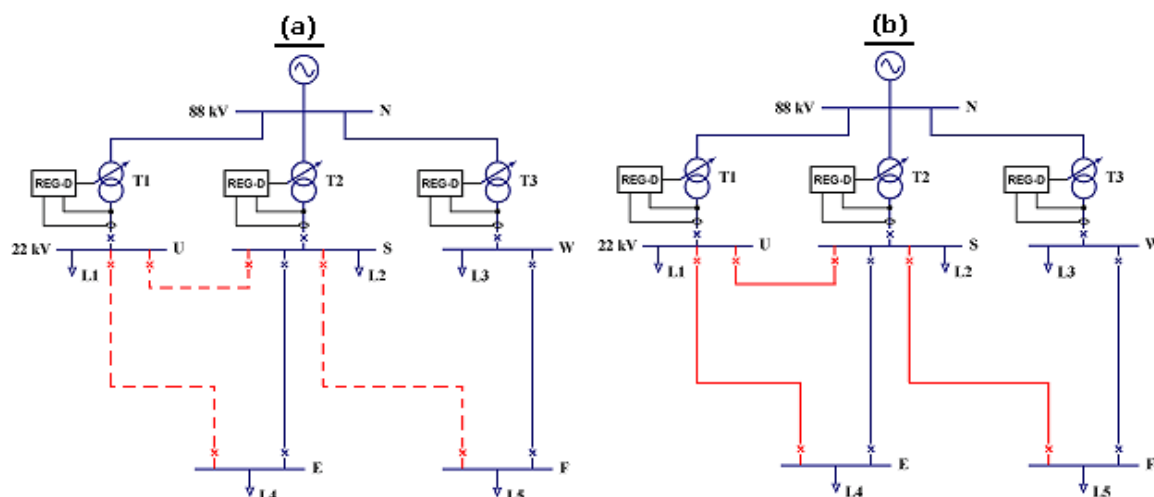 (a)
88 kV N
REG-D T1 REG-D T2 REG-D T3
22 kV U S W
L1 L2 L3
E F
L4 L5
(b)
88 kV N
REG-D T1 REG-D T2 REG-D T3
22 kV U S W
L1 L2 L3
E F
L4 L5